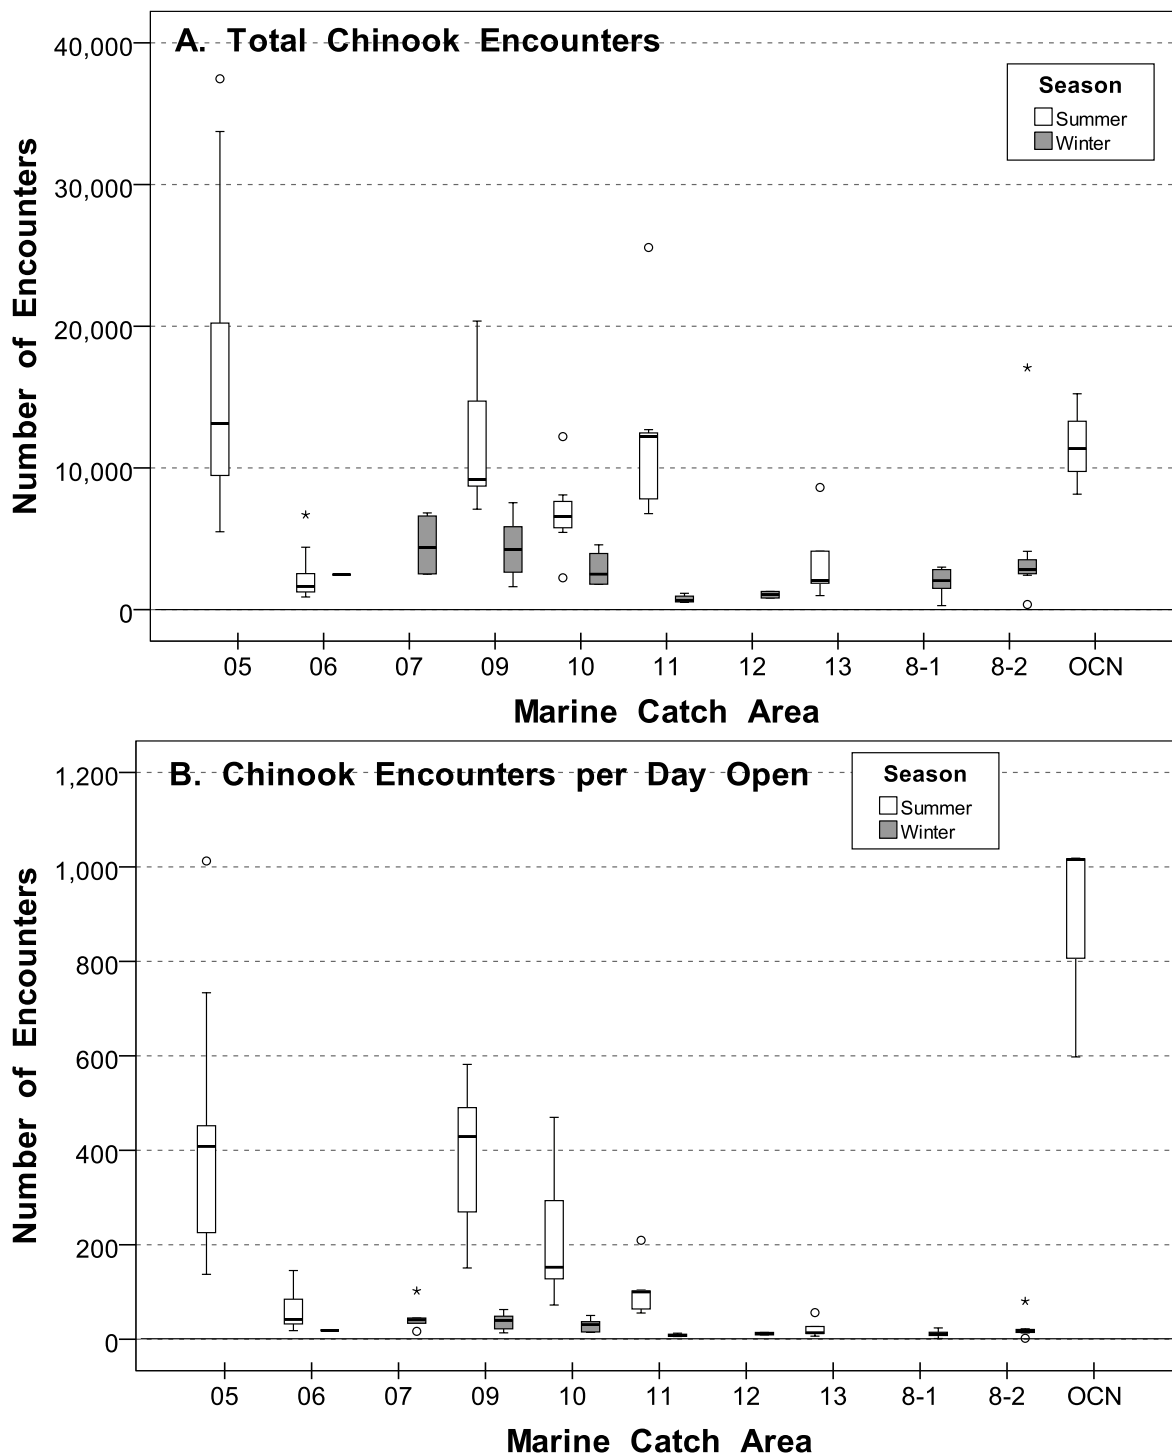 A. Total Chinook Encounters
40,000
30,000
20,000
10,000
0
Number of Encounters
Season
Summer
Winter
05 06 07 09 10 11 12 13 8-1 8-2 OCN
Marine Catch Area
B. Chinook Encounters per Day Open
1,200
1,000
800
600
400
200
0
Number of Encounters
Season
Summer
Winter
05 06 07 09 10 11 12 13 8-1 8-2 OCN
Marine Catch Area